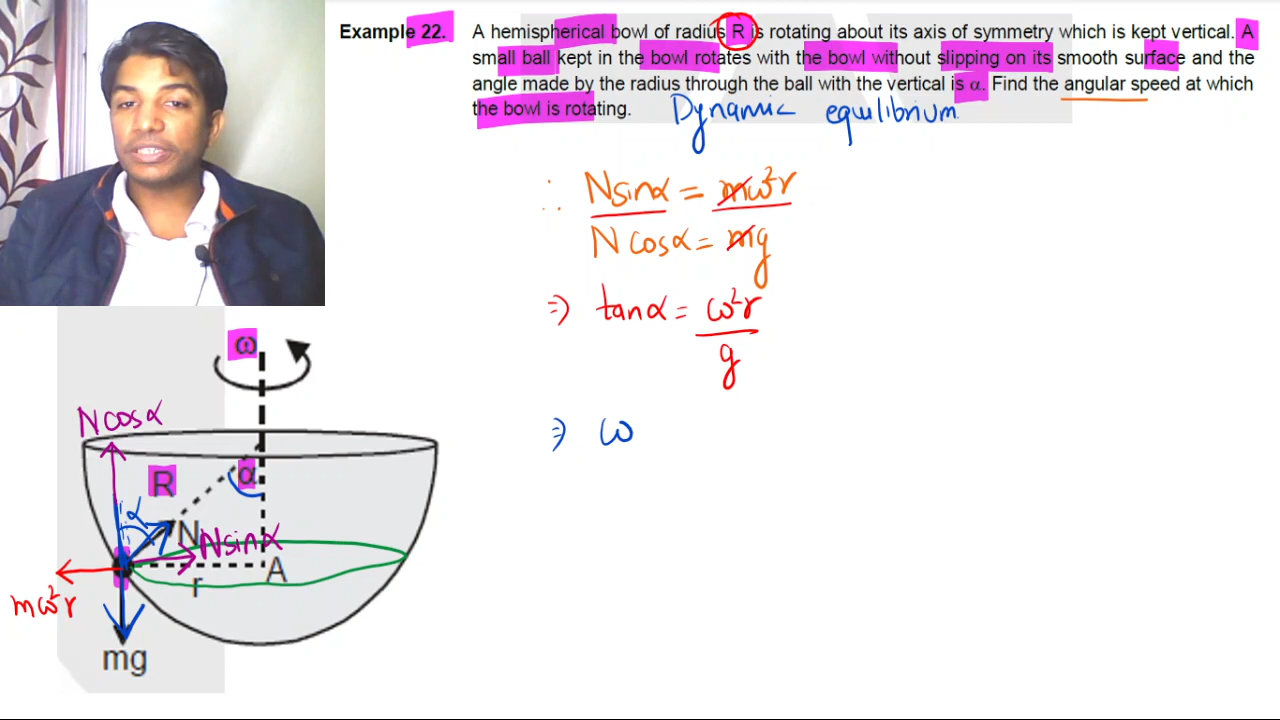 Example 22. A hemispherical bowl of radius R is rotating about its axis of symmetry which is kept vertical. A
small ball kept in the bowl rotates with the bowl without slipping on its smooth surface and the
angle made by the radius through the ball with the vertical is α. Find the angular speed at which
the bowl is rotating. Dynamic equilibrium
∴ Nsinα = mω²r
N cosα = mg
⇒ tanα = ω²r/g
⇒ ω
ω
Ncosα
R
α
α
N
Nsinα
r
A
mω²r
mg